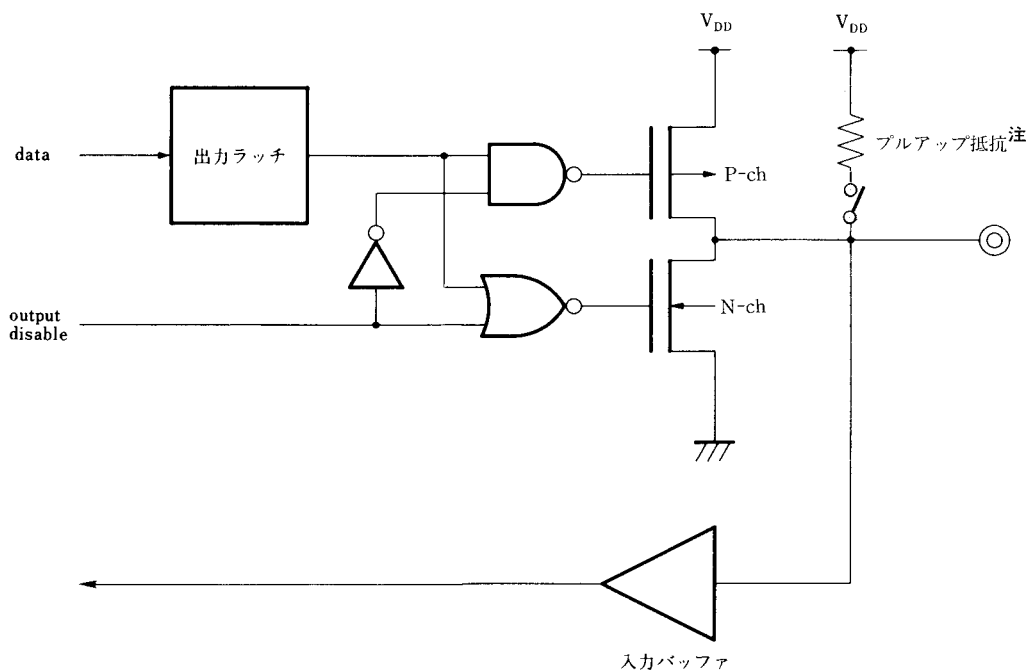 V_DD
V_DD
data
出力ラッチ
プルアップ抵抗注
P-ch
output
disable
N-ch
入力バッファ